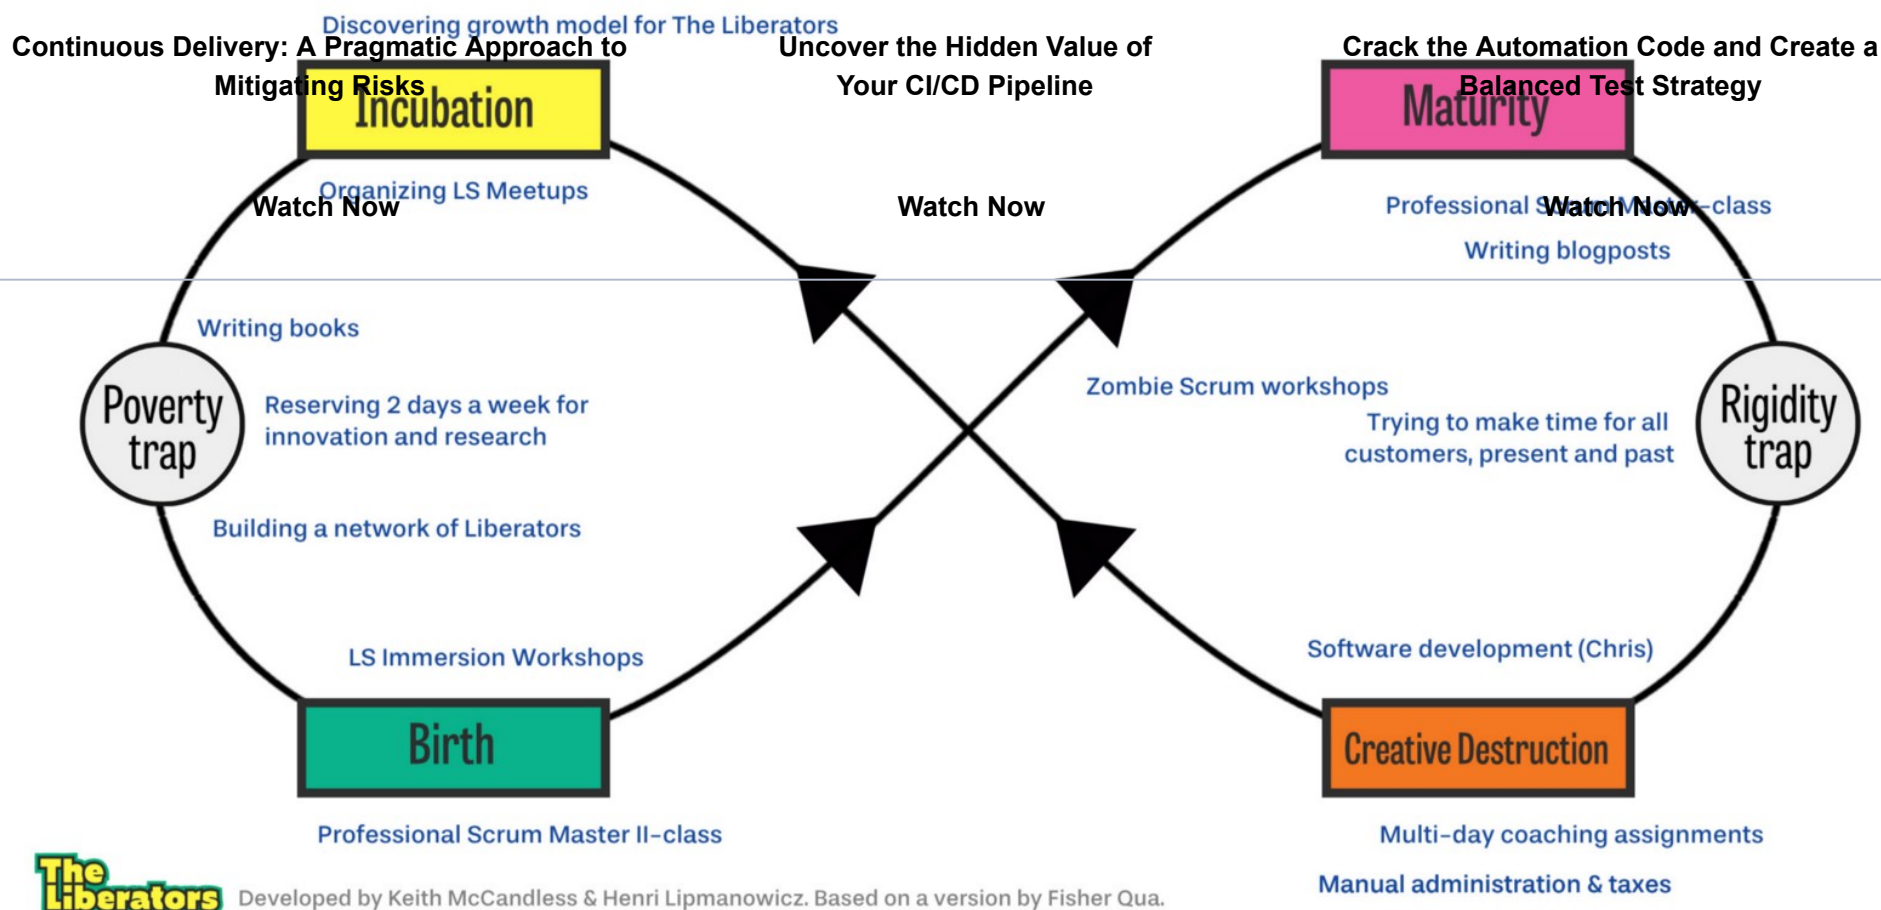 Discovering growth model for The Liberators
Continuous Delivery: A Pragmatic Approach to
Mitigating Risks
Uncover the Hidden Value of
Your CI/CD Pipeline
Crack the Automation Code and Create a
Balanced Test Strategy
Incubation
Maturity
Organizing LS Meetups
Watch Now
Watch Now
Professional Scrum Master-class
Watch Now
Writing blogposts
Writing books
Poverty
trap
Reserving 2 days a week for
innovation and research
Zombie Scrum workshops
Trying to make time for all
customers, present and past
Rigidity
trap
Building a network of Liberators
LS Immersion Workshops
Software development (Chris)
Birth
Creative Destruction
Professional Scrum Master II-class
Multi-day coaching assignments
Manual administration & taxes
The
Liberators
Developed by Keith McCandless & Henri Lipmanowicz. Based on a version by Fisher Qua.